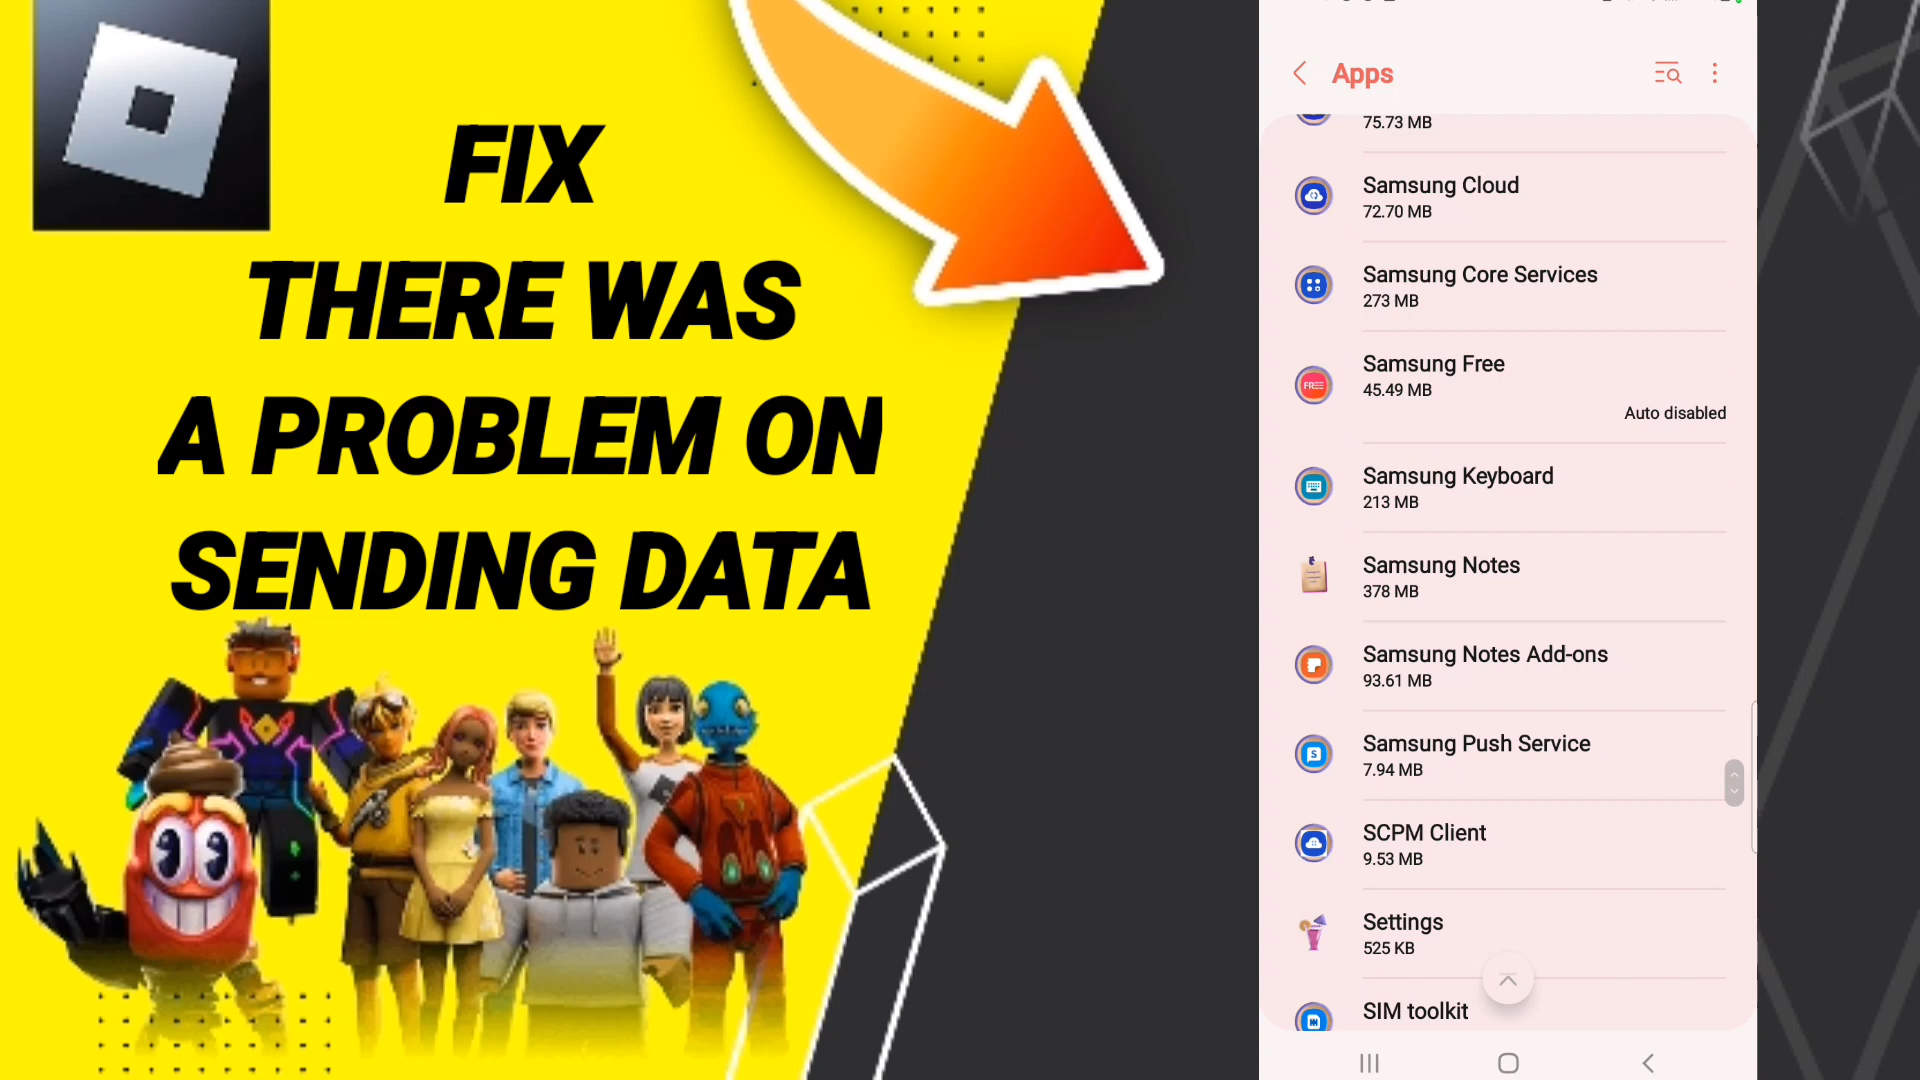 FIX
THERE WAS
A PROBLEM ON
SENDING DATA
Apps
75.73 MB
Samsung Cloud
72.70 MB
Samsung Core Services
273 MB
FREE
Samsung Free
45.49 MB
Auto disabled
Samsung Keyboard
213 MB
Samsung Notes
378 MB
Samsung Notes Add-ons
93.61 MB
Samsung Push Service
7.94 MB
SCPM Client
9.53 MB
Settings
525 KB
SIM toolkit